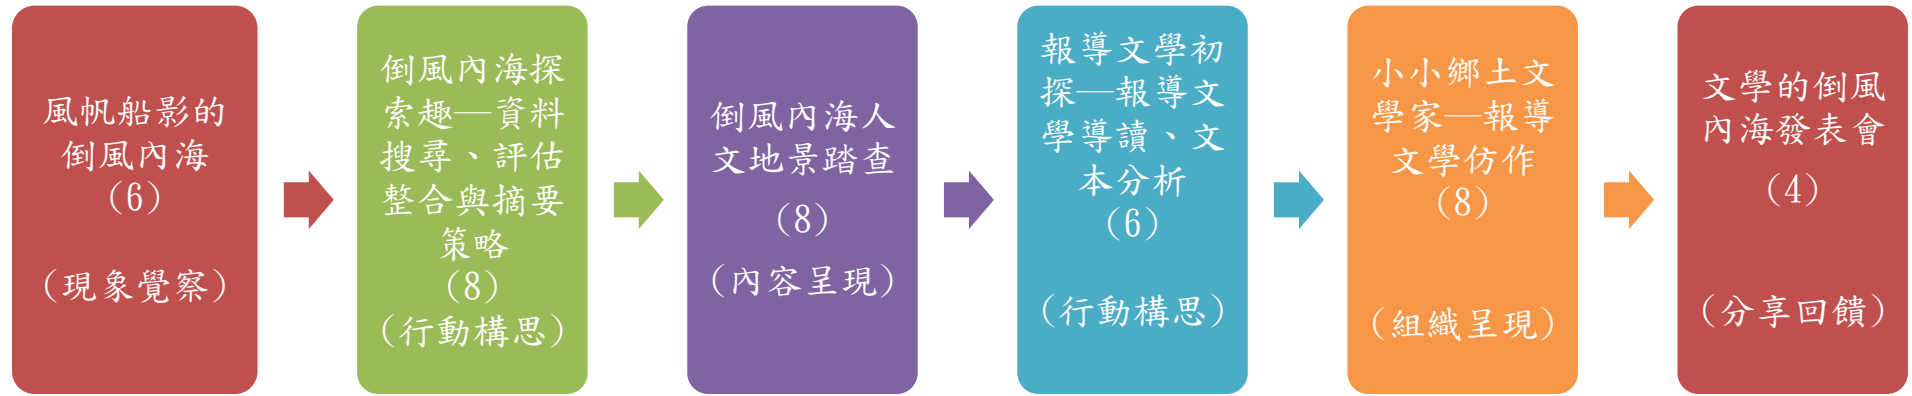 風帆船影的
倒風內海
（6）
（現象覺察）
倒風內海探
索趣—資料
搜尋、評估
整合與摘要
策略
（8）
（行動構思）
倒風內海人
文地景踏查
（8）
（內容呈現）
報導文學初
探—報導文
學導讀、文
本分析
（6）
（行動構思）
小小鄉土文
學家—報導
文學仿作
（8）
（組織呈現）
文學的倒風
內海發表會
（4）
（分享回饋）